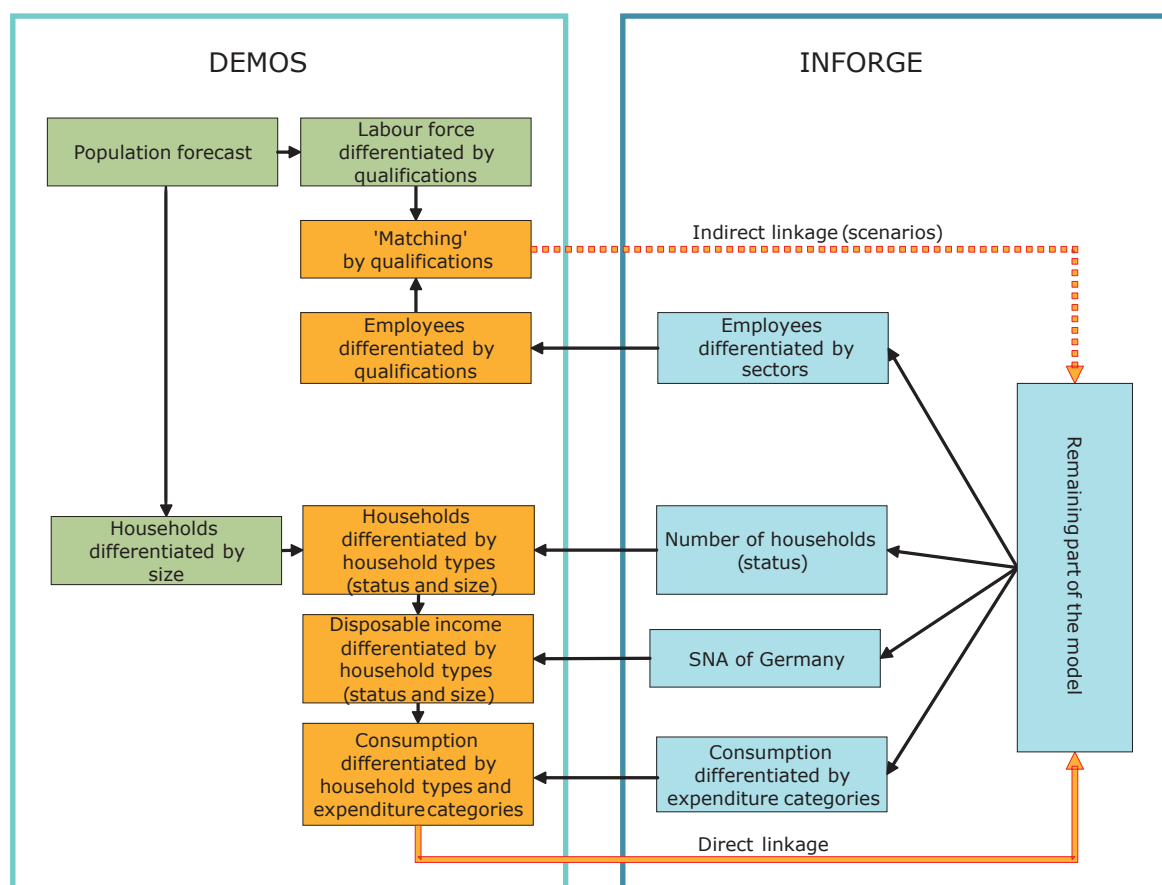 DEMOS
INFORGE
Population forecast
Labour force
differentiated by
qualifications
'Matching'
by qualifications
Indirect linkage (scenarios)
Employees
differentiated by
qualifications
Employees
differentiated by
sectors
Remaining part of the model
Households
differentiated by
size
Households
differentiated by
household types
(status and size)
Number of households
(status)
Disposable income
differentiated by
household types
(status and size)
SNA of Germany
Consumption
differentiated by
household types and
expenditure categories
Consumption
differentiated by
expenditure categories
Direct linkage